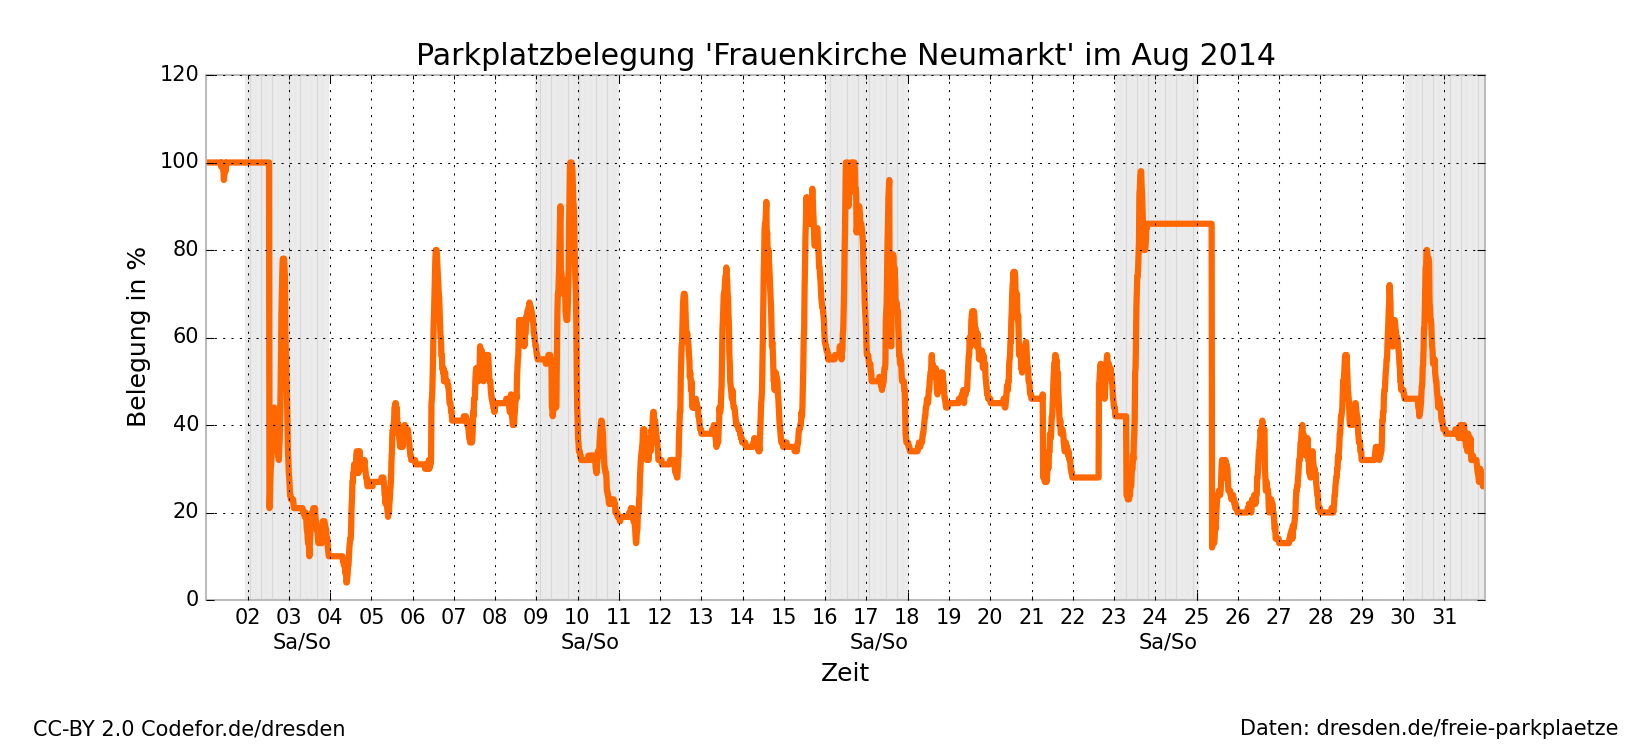 Parkplatzbelegung 'Frauenkirche Neumarkt' im Aug 2014
120
100
80
60
40
20
0
Belegung in %
02 03 04 05 06 07 08 09 10 11 12 13 14 15 16 17 18 19 20 21 22 23 24 25 26 27 28 29 30 31
Sa/So Sa/So Sa/So Sa/So
Zeit
CC-BY 2.0 Codefor.de/dresden
Daten: dresden.de/freie-parkplaetze